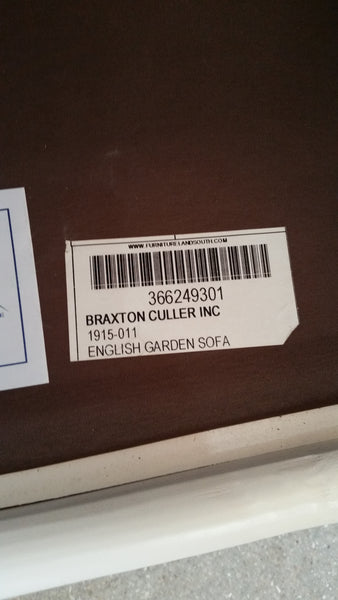 WWW.FURNITURELANDSOUTH.COM
366249301
BRAXTON CULLER INC
1915-011
ENGLISH GARDEN SOFA